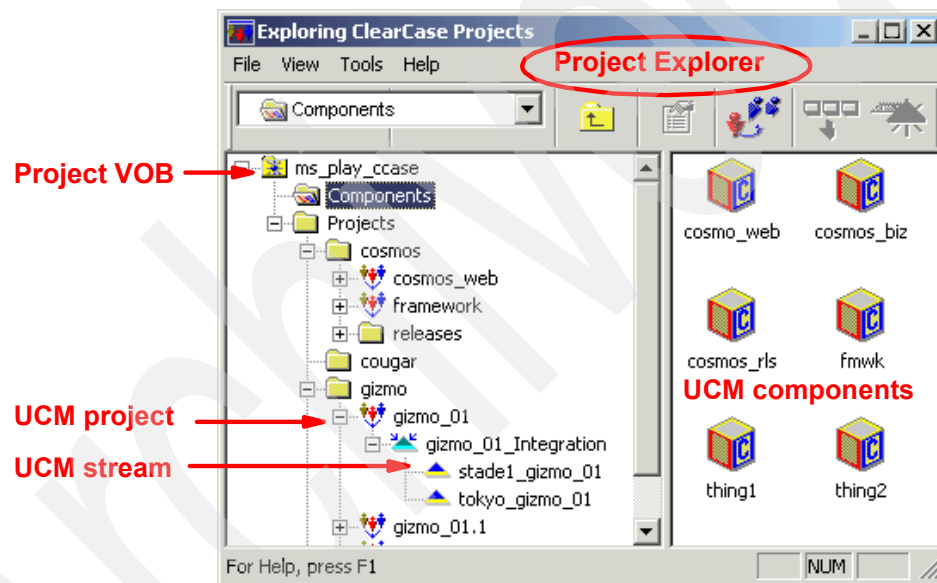 Exploring ClearCase Projects
File View Tools Help
Project Explorer
Components
Project VOB
ms_play_ccase
Components
Projects
cosmos
cosmos_web
framework
releases
cougar
gizmo
UCM project
gizmo_01
gizmo_01_Integration
UCM stream
stade1_gizmo_01
tokyo_gizmo_01
gizmo_01.1
cosmo_web
cosmos_biz
cosmos_rls
fmwk
UCM components
thing1
thing2
For Help, press F1
NUM